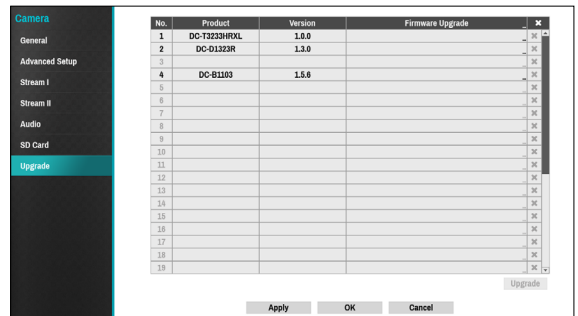 Camera
General
Advanced Setup
Stream I
Stream II
Audio
SD Card
Upgrade
No. Product Version Firmware Upgrade _ ✕
1 DC-T3233HRXL 1.0.0 _ ✕
2 DC-D1323R 1.3.0 _ ✕
3 _ ✕
4 DC-B1103 1.5.6 _ ✕
5 _ ✕
6 _ ✕
7 _ ✕
8 _ ✕
9 _ ✕
10 _ ✕
11 _ ✕
12 _ ✕
13 _ ✕
14 _ ✕
15 _ ✕
16 _ ✕
17 _ ✕
18 _ ✕
19 _ ✕
Upgrade
Apply OK Cancel